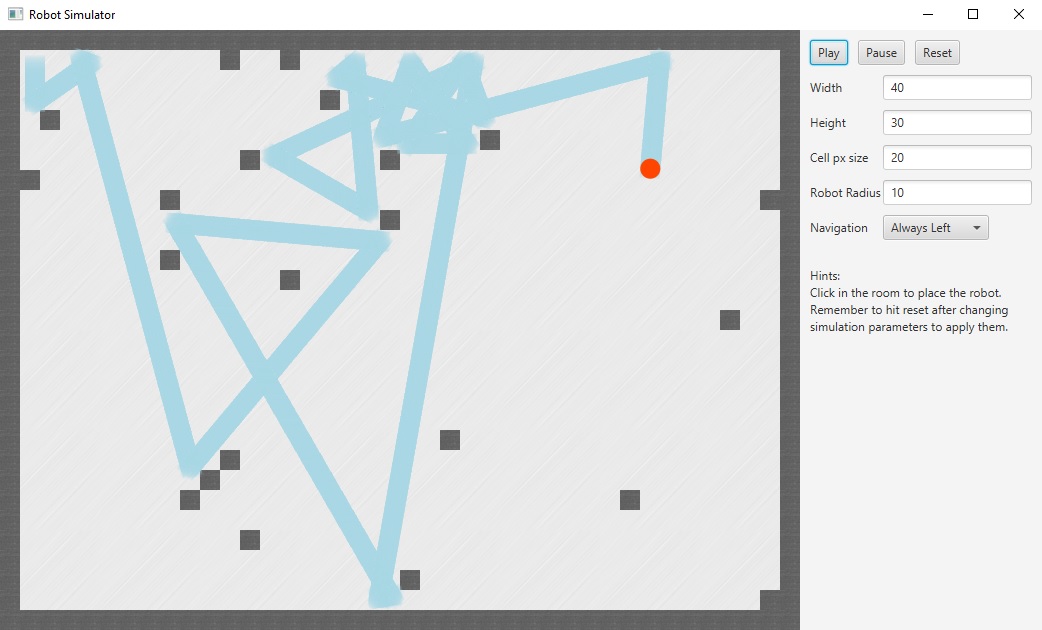 Robot Simulator
Play Pause Reset
Width 40
Height 30
Cell px size 20
Robot Radius 10
Navigation Always Left
Hints:
Click in the room to place the robot.
Remember to hit reset after changing
simulation parameters to apply them.